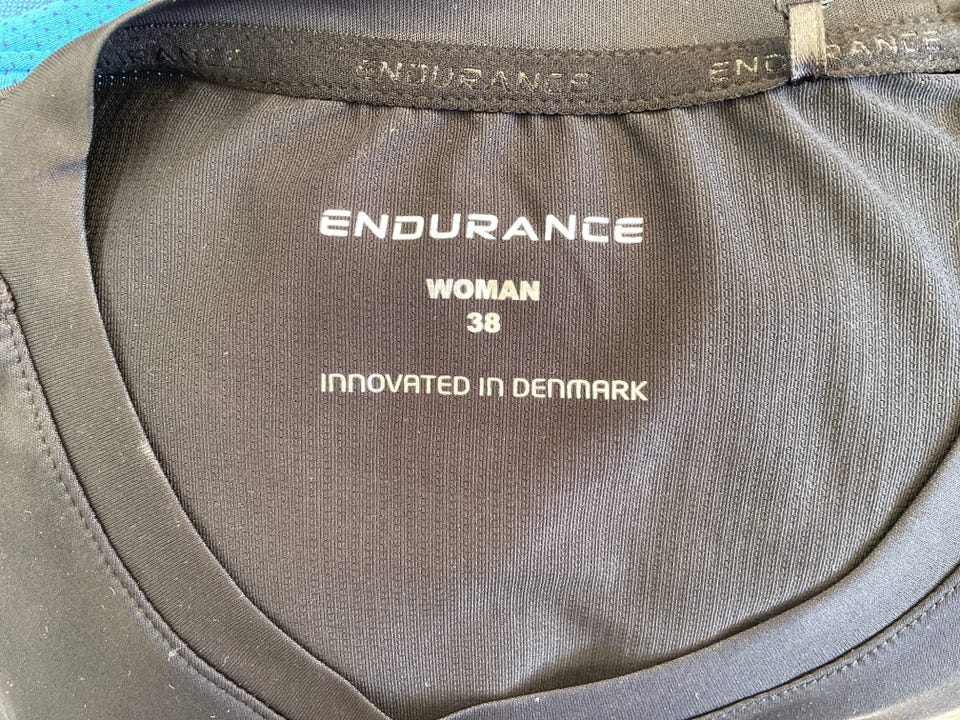 ENDURANCE ENDURANCE
ENDURANCE
WOMAN
38
INNOVATED IN DENMARK